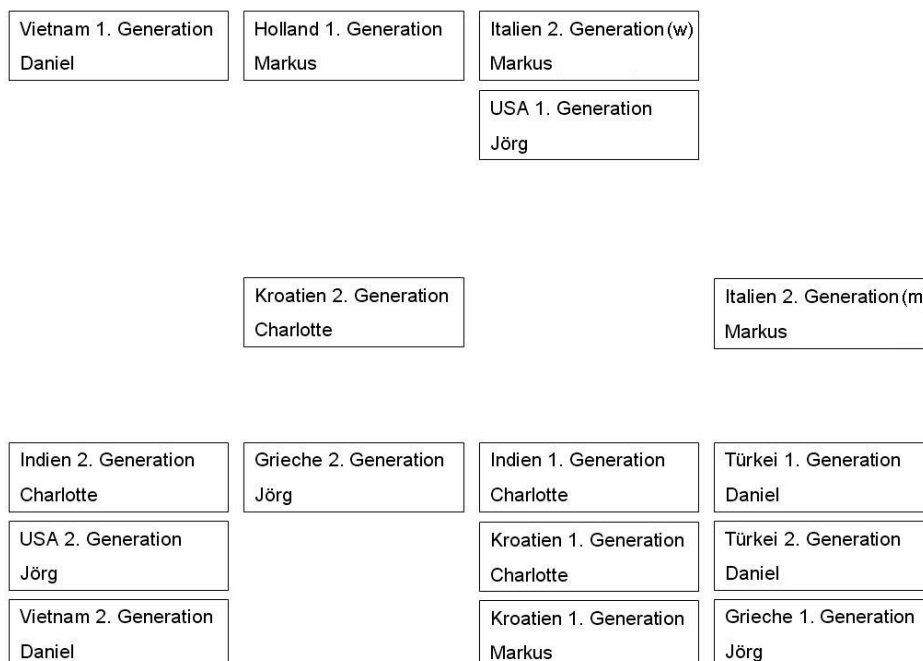 Vietnam 1. Generation
Daniel
Holland 1. Generation
Markus
Italien 2. Generation (w)
Markus
USA 1. Generation
Jörg
Kroatien 2. Generation
Charlotte
Italien 2. Generation (m
Markus
Indien 2. Generation
Charlotte
Grieche 2. Generation
Jörg
Indien 1. Generation
Charlotte
Türkei 1. Generation
Daniel
USA 2. Generation
Jörg
Kroatien 1. Generation
Charlotte
Türkei 2. Generation
Daniel
Vietnam 2. Generation
Daniel
Kroatien 1. Generation
Markus
Grieche 1. Generation
Jörg